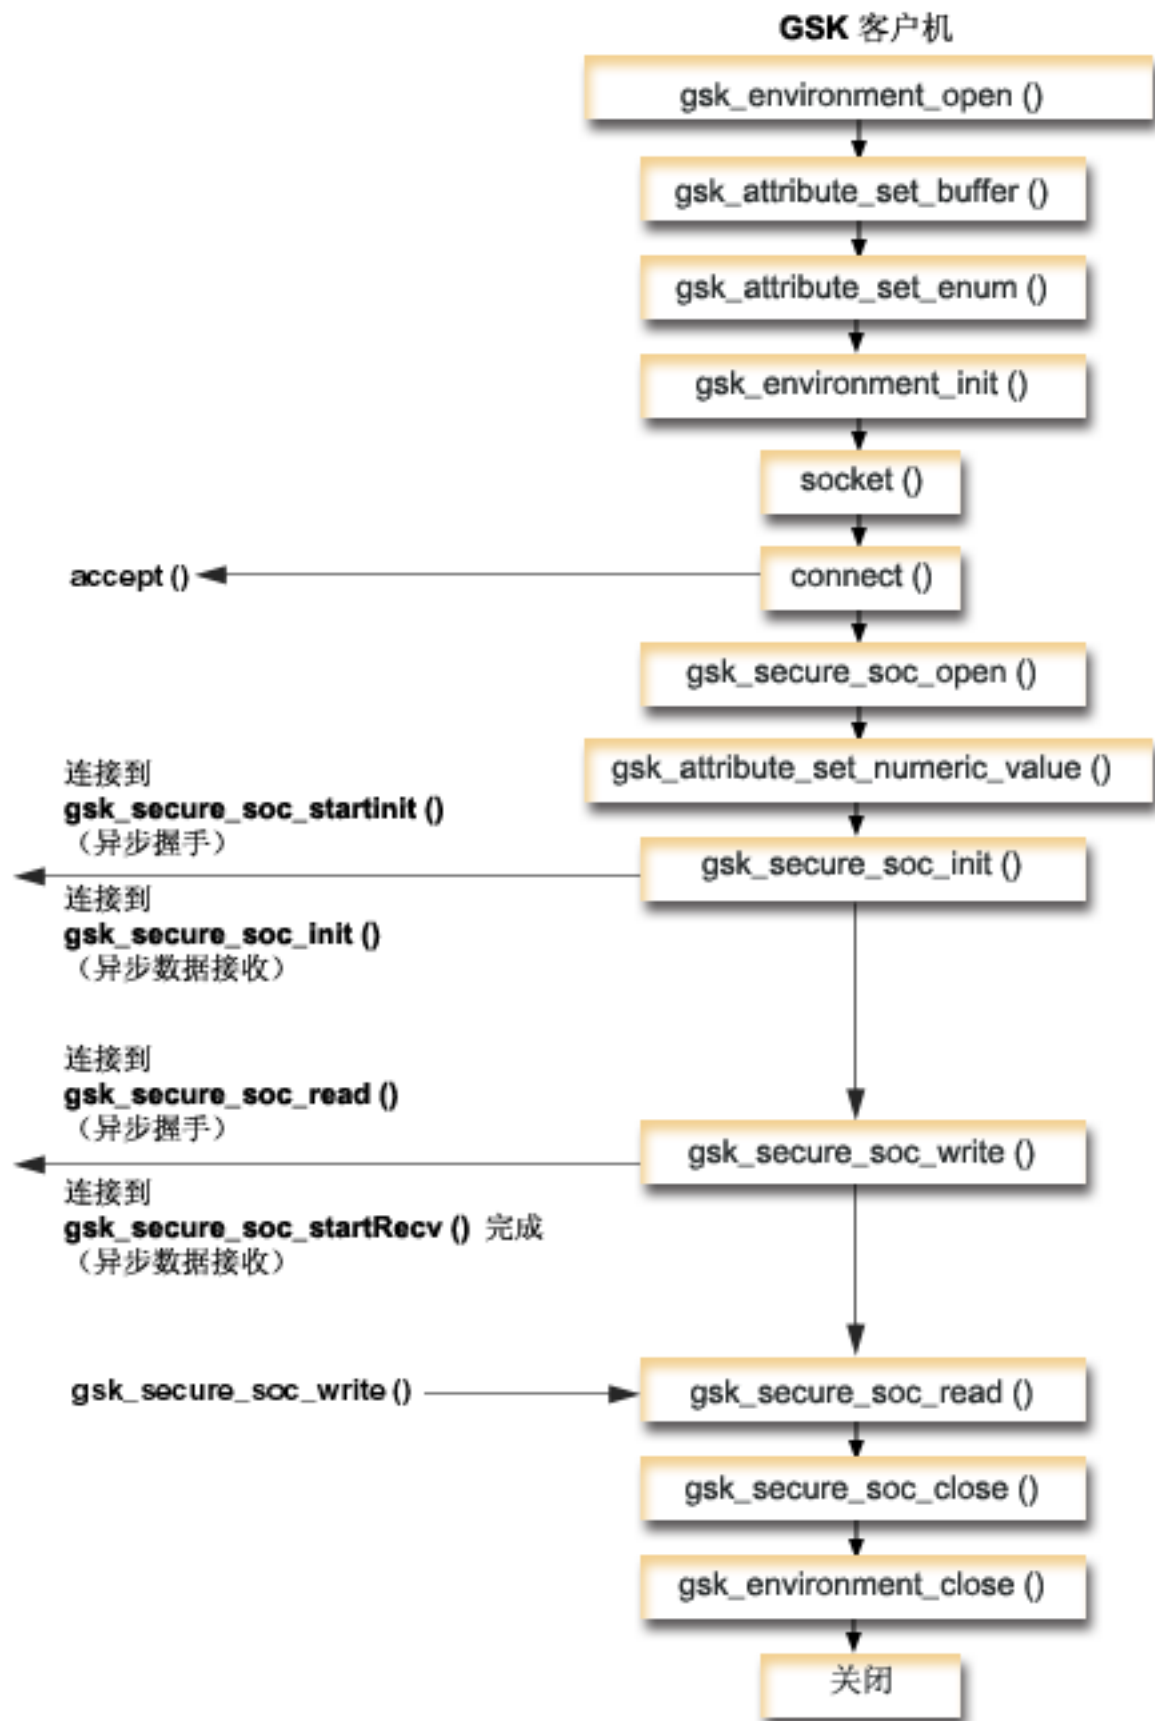 GSK 客户机
gsk_environment_open ()
gsk_attribute_set_buffer ()
gsk_attribute_set_enum ()
gsk_environment_init ()
socket ()
accept ()
connect ()
gsk_secure_soc_open ()
gsk_attribute_set_numeric_value ()
连接到
gsk_secure_soc_startinit ()
（异步握手）
gsk_secure_soc_init ()
连接到
gsk_secure_soc_init ()
（异步数据接收）
连接到
gsk_secure_soc_read ()
（异步握手）
gsk_secure_soc_write ()
连接到
gsk_secure_soc_startRecv () 完成
（异步数据接收）
gsk_secure_soc_write ()
gsk_secure_soc_read ()
gsk_secure_soc_close ()
gsk_environment_close ()
关闭